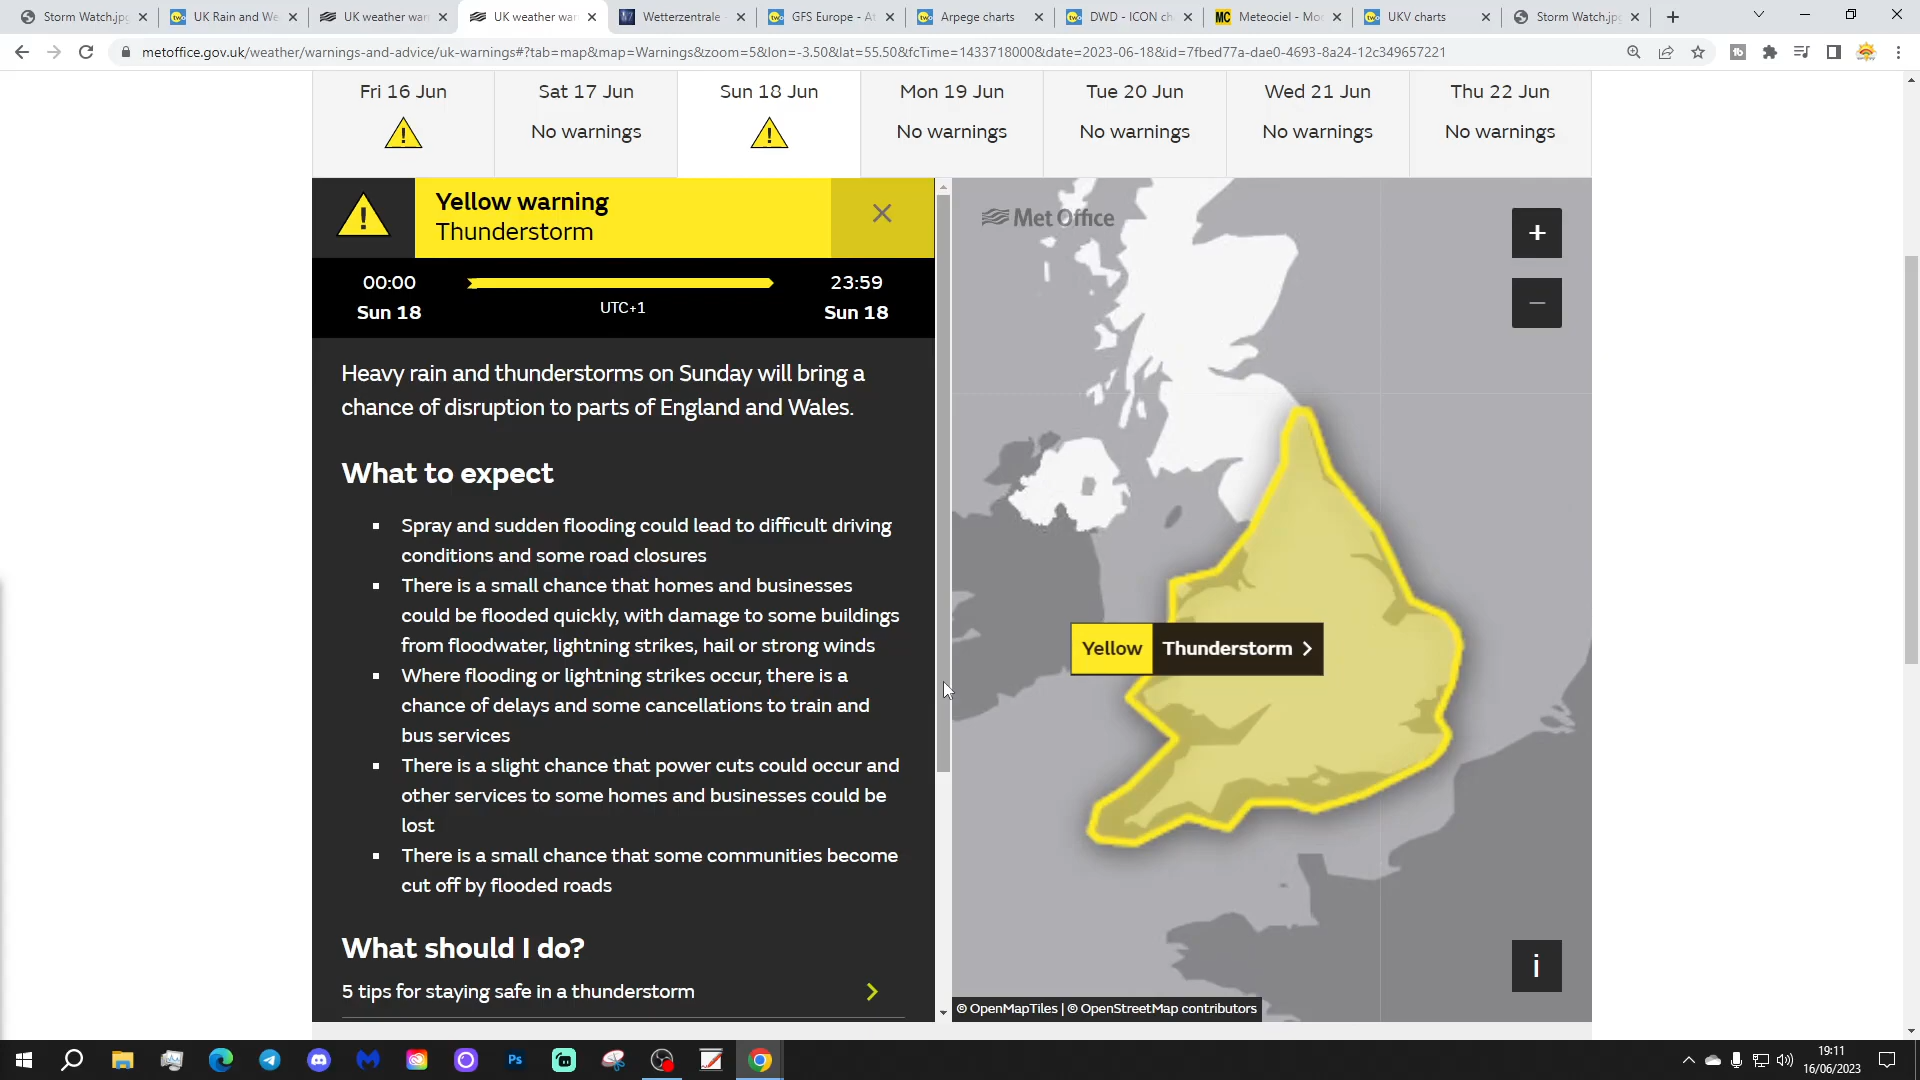 Storm Watch.jpg
UK Rain and We
UK weather war
UK weather war
Wetterzentrale -
GFS Europe - At
Arpege charts
DWD - ICON ch
MC
Meteociel - Mo
UKV charts
Storm Watch.jpg
metoffice.gov.uk/weather/warnings-and-advice/uk-warnings#?tab=map&map=Warnings&zoom=5&lon=-3.50&lat=55.50&fcTime=1433718000&date=2023-06-18&id=7fbed77a-dae0-4693-8a24-12c349657221
Fri 16 Jun
Sat 17 Jun
No warnings
Sun 18 Jun
Mon 19 Jun
No warnings
Tue 20 Jun
No warnings
Wed 21 Jun
No warnings
Thu 22 Jun
No warnings
Yellow warning
Thunderstorm
00:00
Sun 18
UTC+1
23:59
Sun 18
Heavy rain and thunderstorms on Sunday will bring a
chance of disruption to parts of England and Wales.
What to expect
Spray and sudden flooding could lead to difficult driving
conditions and some road closures
There is a small chance that homes and businesses
could be flooded quickly, with damage to some buildings
from floodwater, lightning strikes, hail or strong winds
Where flooding or lightning strikes occur, there is a
chance of delays and some cancellations to train and
bus services
There is a slight chance that power cuts could occur and
other services to some homes and businesses could be
lost
There is a small chance that some communities become
cut off by flooded roads
What should I do?
5 tips for staying safe in a thunderstorm
Met Office
+
−
Yellow Thunderstorm
i
© OpenMapTiles | © OpenStreetMap contributors
Ps
19:11
16/06/2023